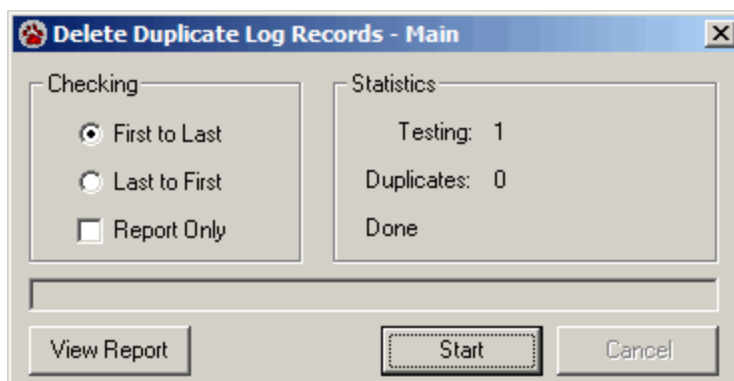 Delete Duplicate Log Records - Main
Checking
First to Last
Last to First
Report Only
Statistics
Testing: 1
Duplicates: 0
Done
View Report
Start
Cancel